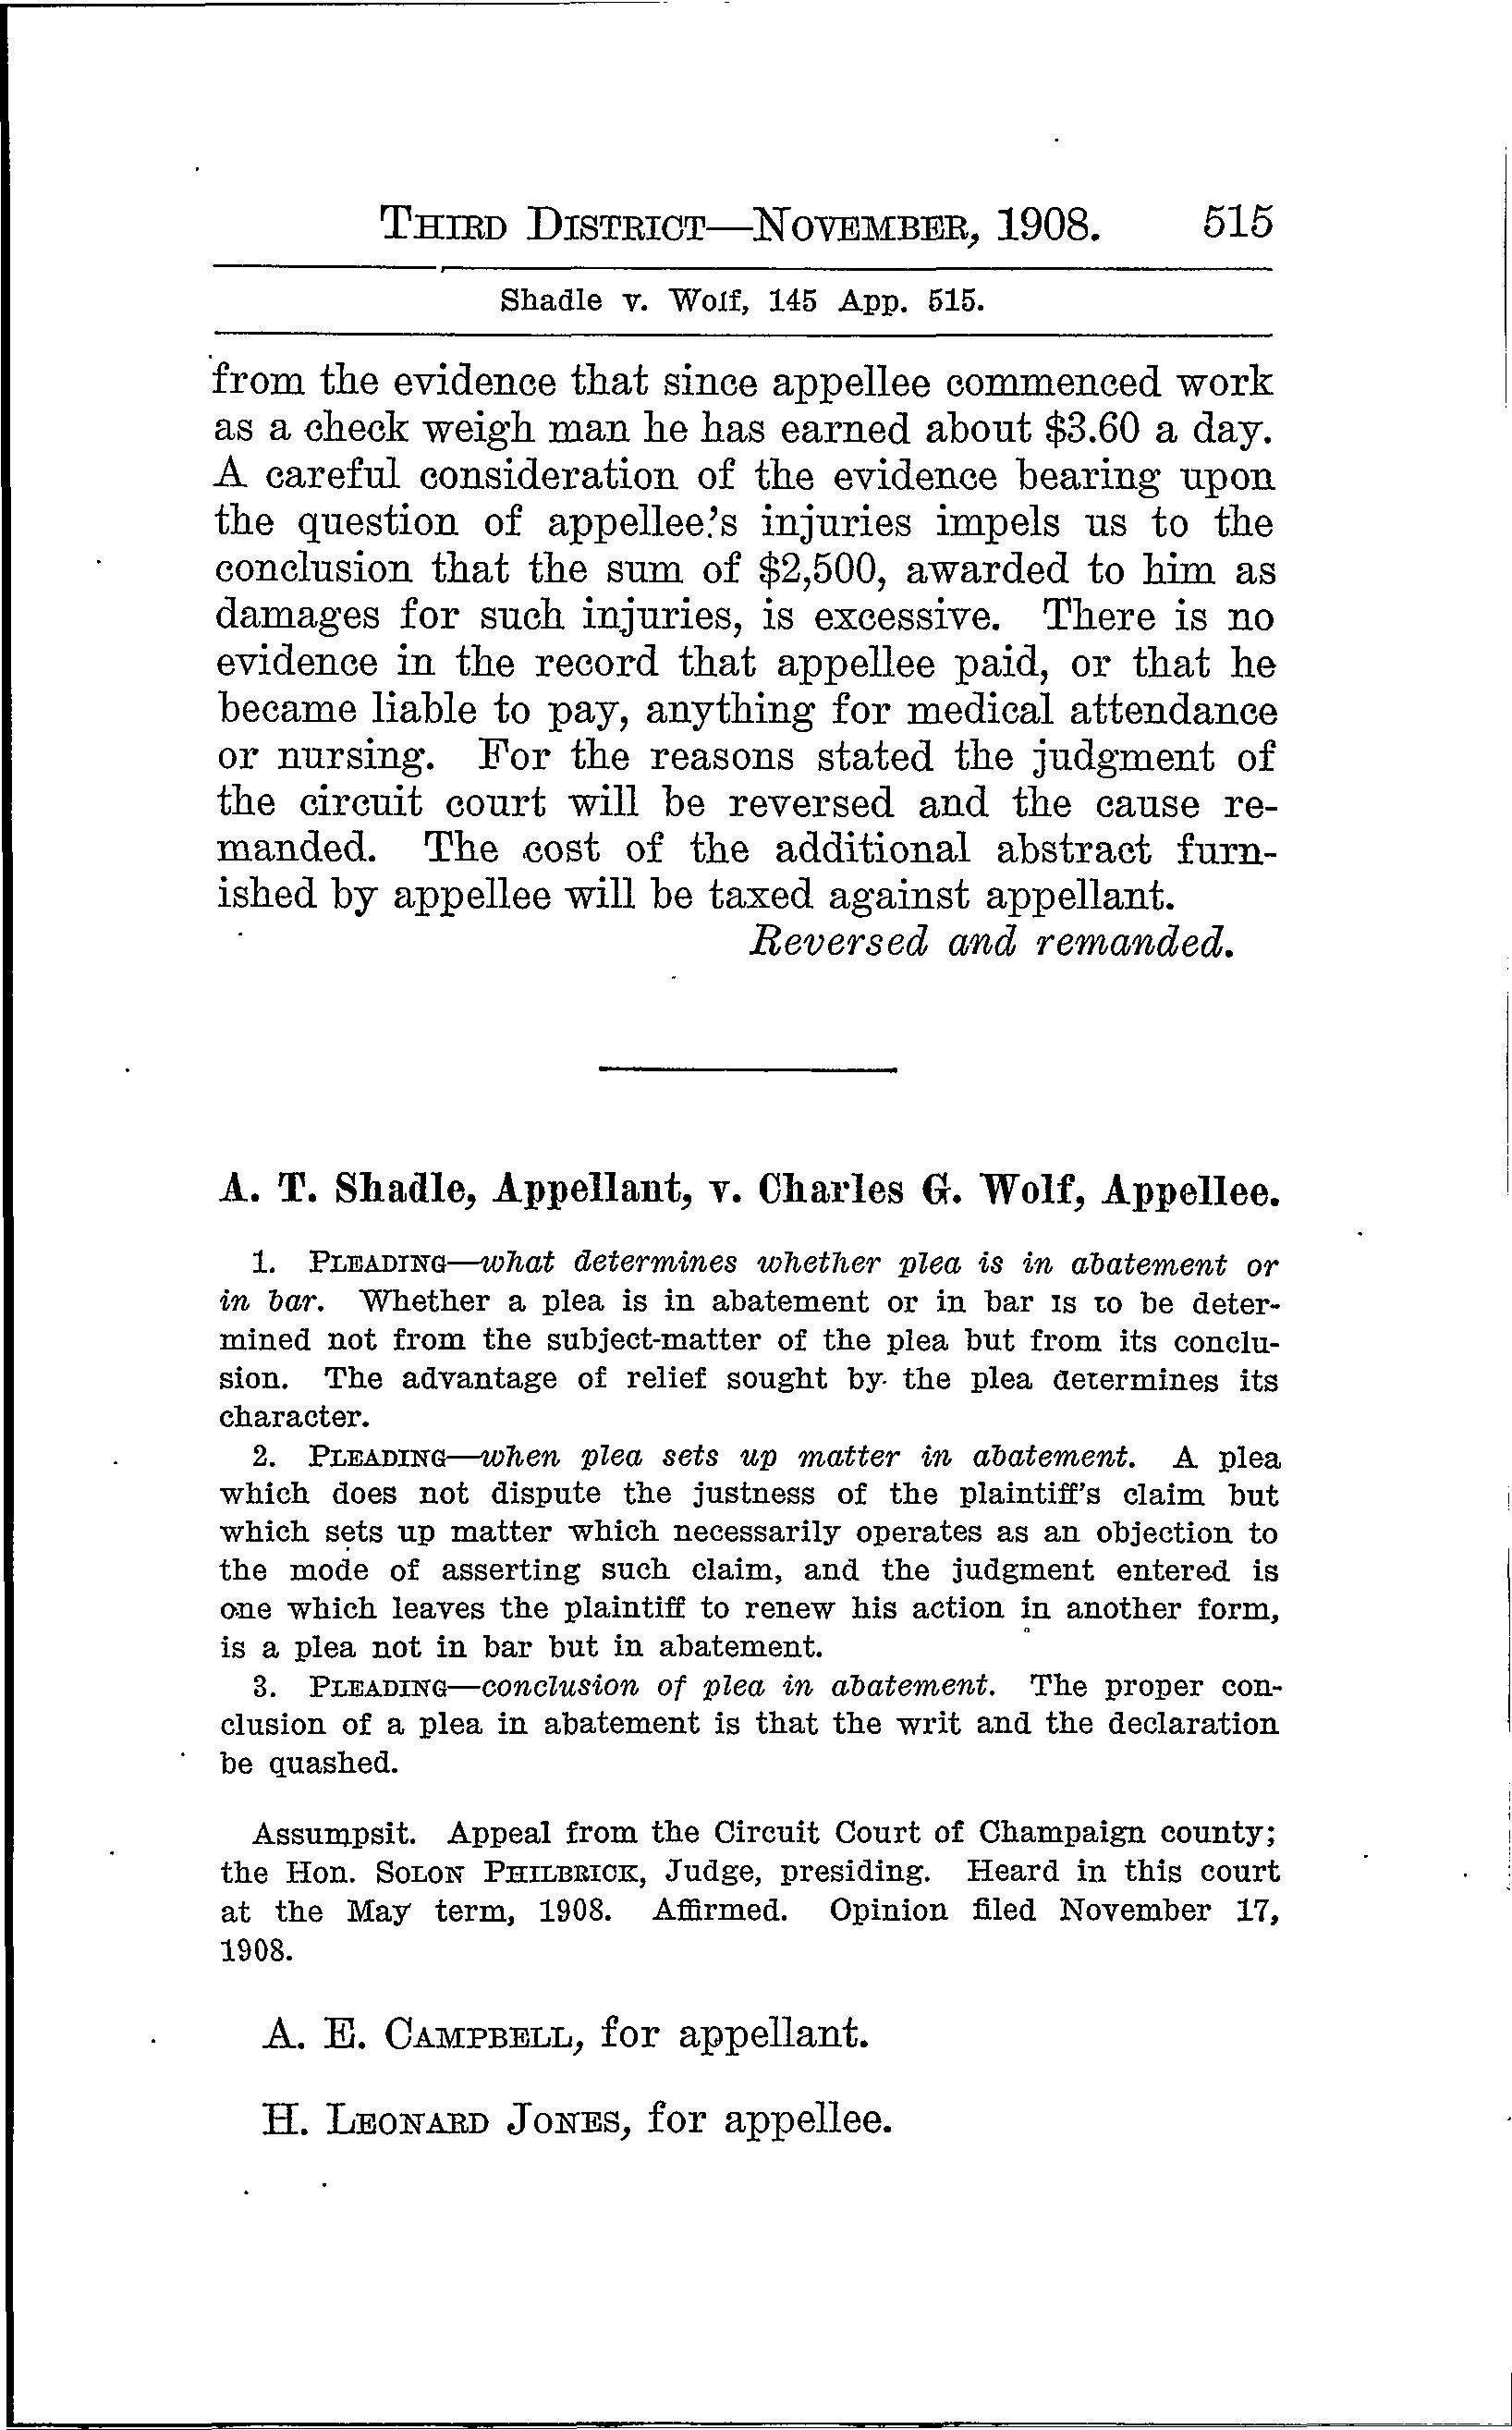 THIRD DISTRICT—NOVEMBER, 1908. 515
Shadle v. Wolf, 145 App. 515.
from the evidence that since appellee commenced work
as a check weigh man he has earned about $3.60 a day.
A careful consideration of the evidence bearing upon
the question of appellee's injuries impels us to the
conclusion that the sum of $2,500, awarded to him as
damages for such injuries, is excessive. There is no
evidence in the record that appellee paid, or that he
became liable to pay, anything for medical attendance
or nursing. For the reasons stated the judgment of
the circuit court will be reversed and the cause re-
manded. The cost of the additional abstract furn-
ished by appellee will be taxed against appellant.
Reversed and remanded.
A. T. Shadle, Appellant, v. Charles G. Wolf, Appellee.
1. PLEADING—what determines whether plea is in abatement or
in bar. Whether a plea is in abatement or in bar is to be deter-
mined not from the subject-matter of the plea but from its conclu-
sion. The advantage of relief sought by the plea determines its
character.
2. PLEADING—when plea sets up matter in abatement. A plea
which does not dispute the justness of the plaintiff's claim but
which sets up matter which necessarily operates as an objection to
the mode of asserting such claim, and the judgment entered is
one which leaves the plaintiff to renew his action in another form,
is a plea not in bar but in abatement.
3. PLEADING—conclusion of plea in abatement. The proper con-
clusion of a plea in abatement is that the writ and the declaration
be quashed.
Assumpsit. Appeal from the Circuit Court of Champaign county;
the Hon. SOLON PHILBRICK, Judge, presiding. Heard in this court
at the May term, 1908. Affirmed. Opinion filed November 17,
1908.
A. E. CAMPBELL, for appellant.
H. LEONARD JONES, for appellee.